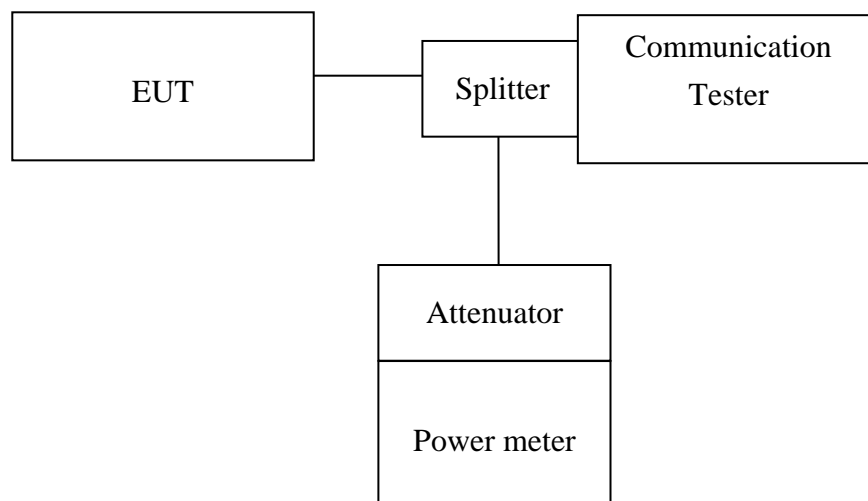 EUT
Splitter
Communication
Tester
Attenuator
Power meter